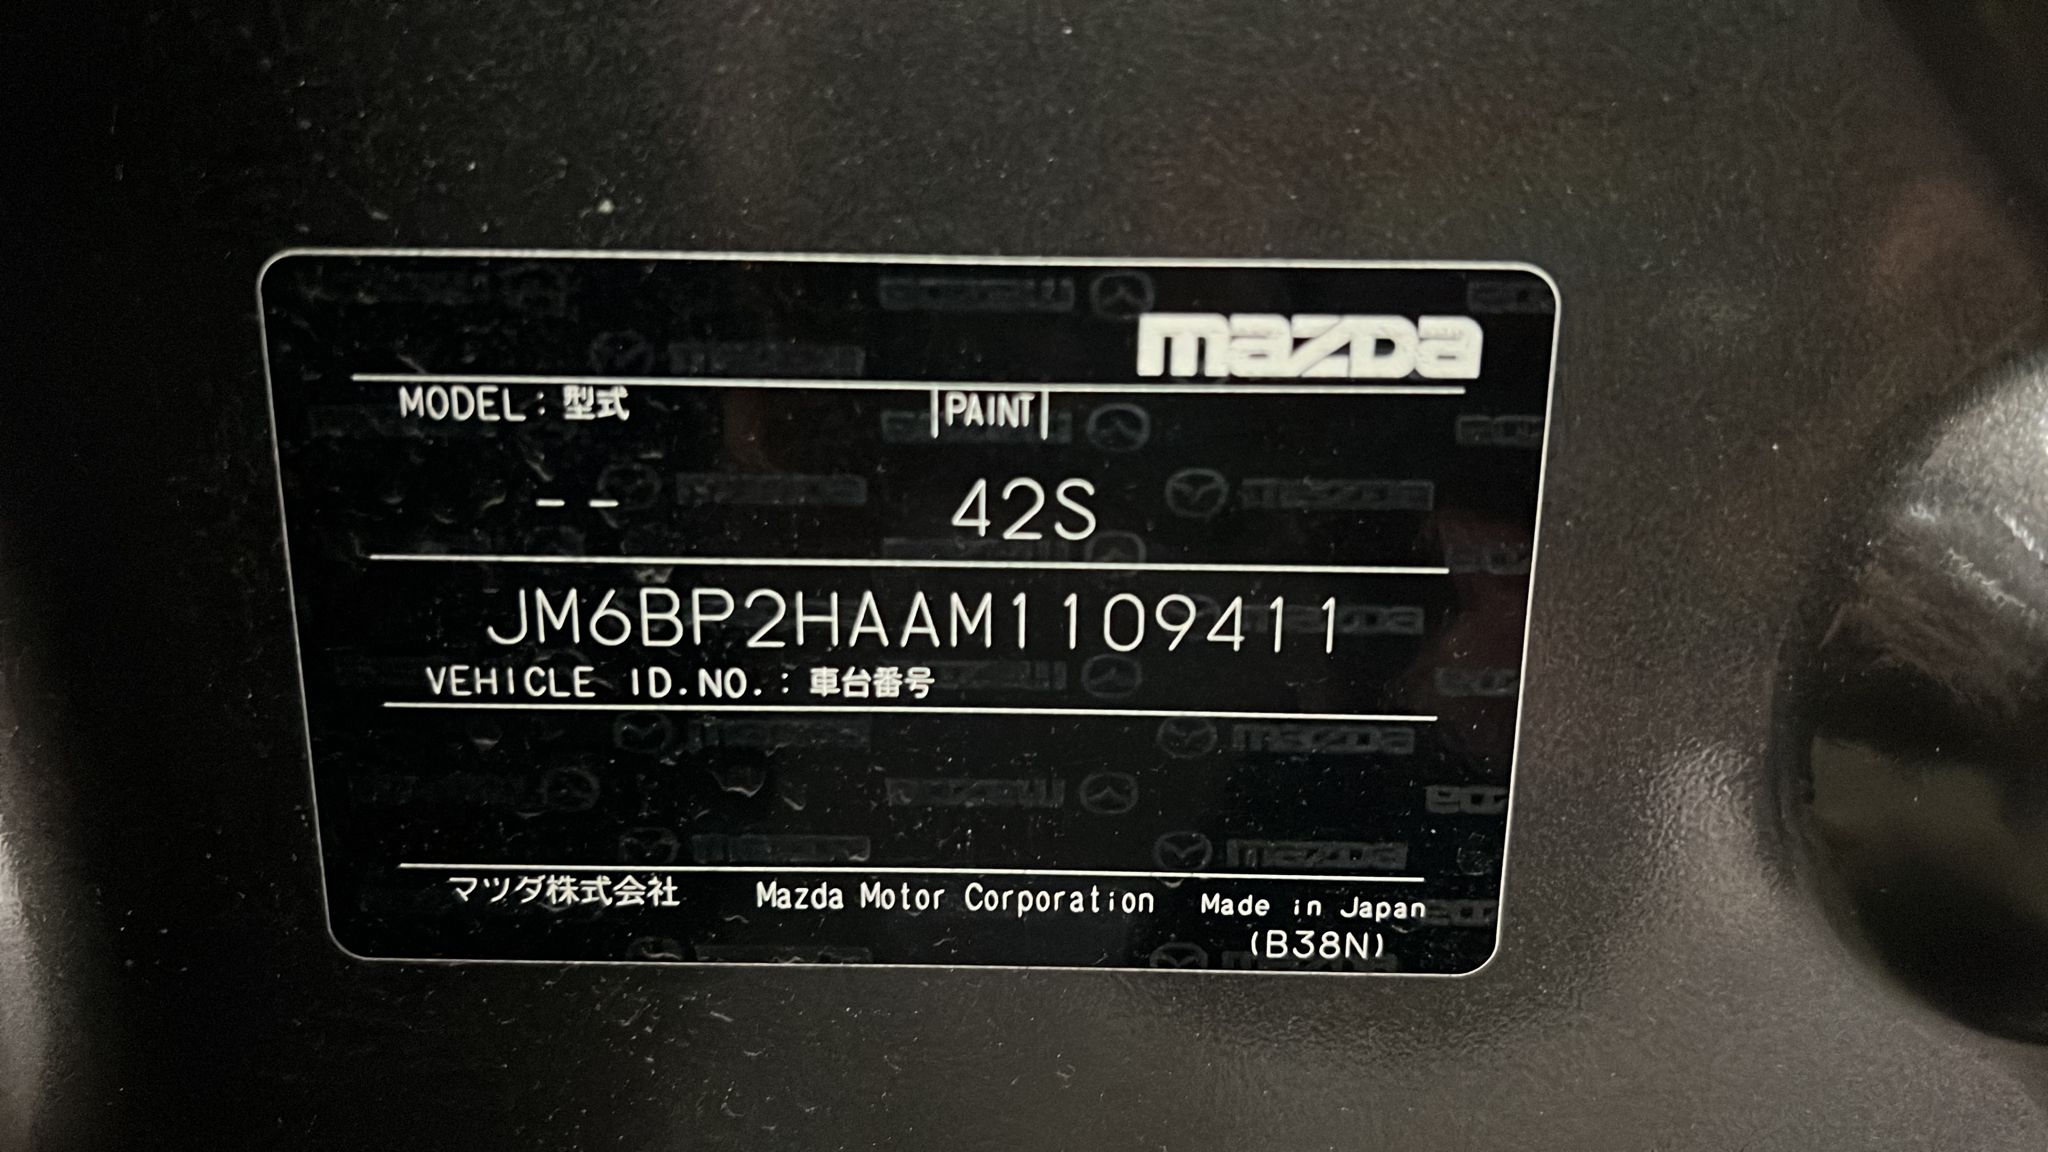 mazda
MODEL:型式 PAINT
-- 42S
JM6BP2HAAM1109411
VEHICLE ID.NO.:車台番号
マツダ株式会社 Mazda Motor Corporation Made in Japan
(B38N)